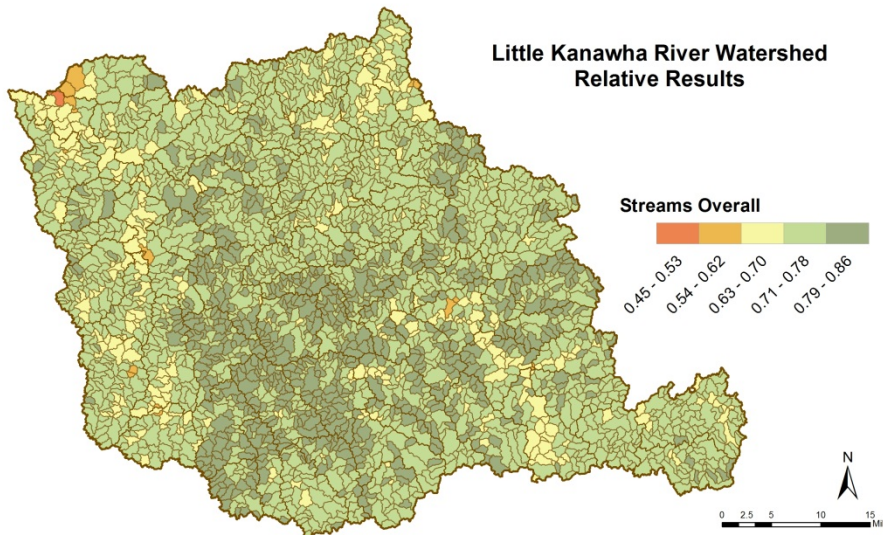 Little Kanawha River Watershed
Relative Results
Streams Overall
0.45 - 0.53
0.54 - 0.62
0.63 - 0.70
0.71 - 0.78
0.79 - 0.86
N
0 2.5 5 10 15
Mil